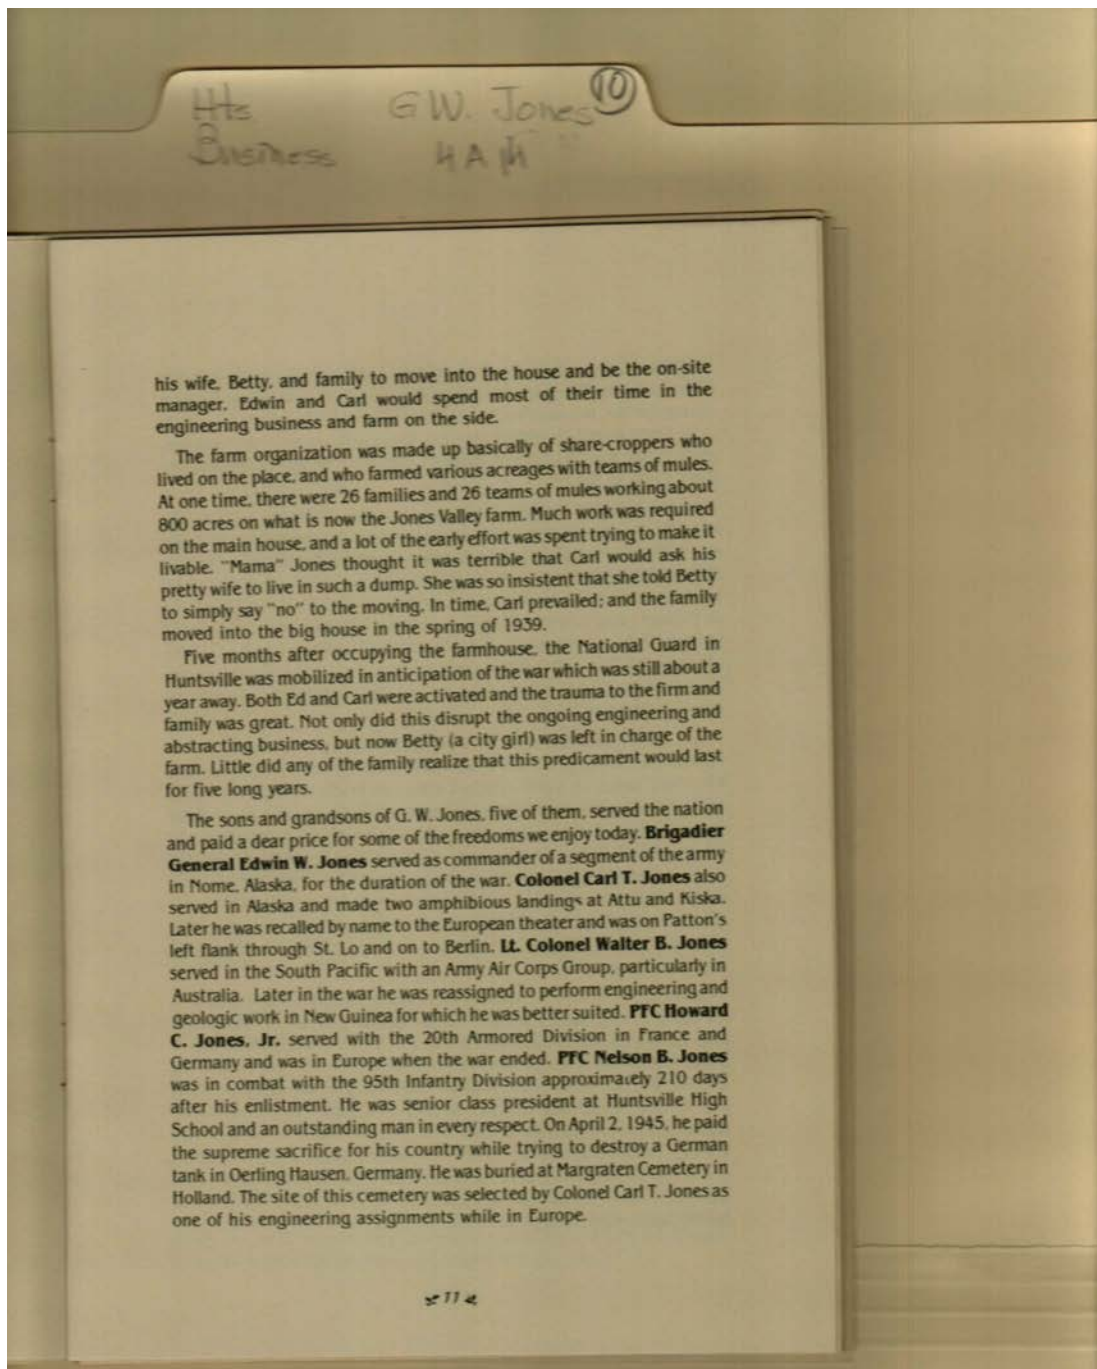 Hts G W. Jones 10
Business
his wife, Betty, and family to move into the house and be the on-site
manager. Edwin and Carl would spend most of their time in the
engineering business and farm on the side.
The farm organization was made up basically of share-croppers who
lived on the place, and who farmed various acreages with teams of mules.
At one time, there were 26 families and 26 teams of mules working about
800 acres on what is now the Jones Valley farm. Much work was required
on the main house, and a lot of the early effort was spent trying to make it
livable. "Mama" Jones thought it was terrible that Carl would ask his
pretty wife to live in such a dump. She was so insistent that she told Betty
to simply say "no" to the moving. In time, Carl prevailed; and the family
moved into the big house in the spring of 1939.
Five months after occupying the farmhouse, the National Guard in
Huntsville was mobilized in anticipation of the war which was still about a
year away. Both Ed and Carl were activated and the trauma to the firm and
family was great. Not only did this disrupt the ongoing engineering and
abstracting business, but now Betty (a city girl) was left in charge of the
farm. Little did any of the family realize that this predicament would last
for five long years.
The sons and grandsons of G. W. Jones, five of them, served the nation
and paid a dear price for some of the freedoms we enjoy today. Brigadier
General Edwin W. Jones served as commander of a segment of the army
in Nome, Alaska, for the duration of the war. Colonel Carl T. Jones also
served in Alaska and made two amphibious landings at Attu and Kiska.
Later he was recalled by name to the European theater and was on Patton's
left flank through St. Lo and on to Berlin. Lt. Colonel Walter B. Jones
served in the South Pacific with an Army Air Corps Group, particularly in
Australia. Later in the war he was reassigned to perform engineering and
geologic work in New Guinea for which he was better suited. PFC Howard
C. Jones, Jr. served with the 20th Armored Division in France and
Germany and was in Europe when the war ended. PFC Nelson B. Jones
was in combat with the 95th Infantry Division approximately 210 days
after his enlistment. He was senior class president at Huntsville High
School and an outstanding man in every respect. On April 2, 1945, he paid
the supreme sacrifice for his country while trying to destroy a German
tank in Oerling Hausen, Germany. He was buried at Margraten Cemetery in
Holland. The site of this cemetery was selected by Colonel Carl T. Jones as
one of his engineering assignments while in Europe.
11